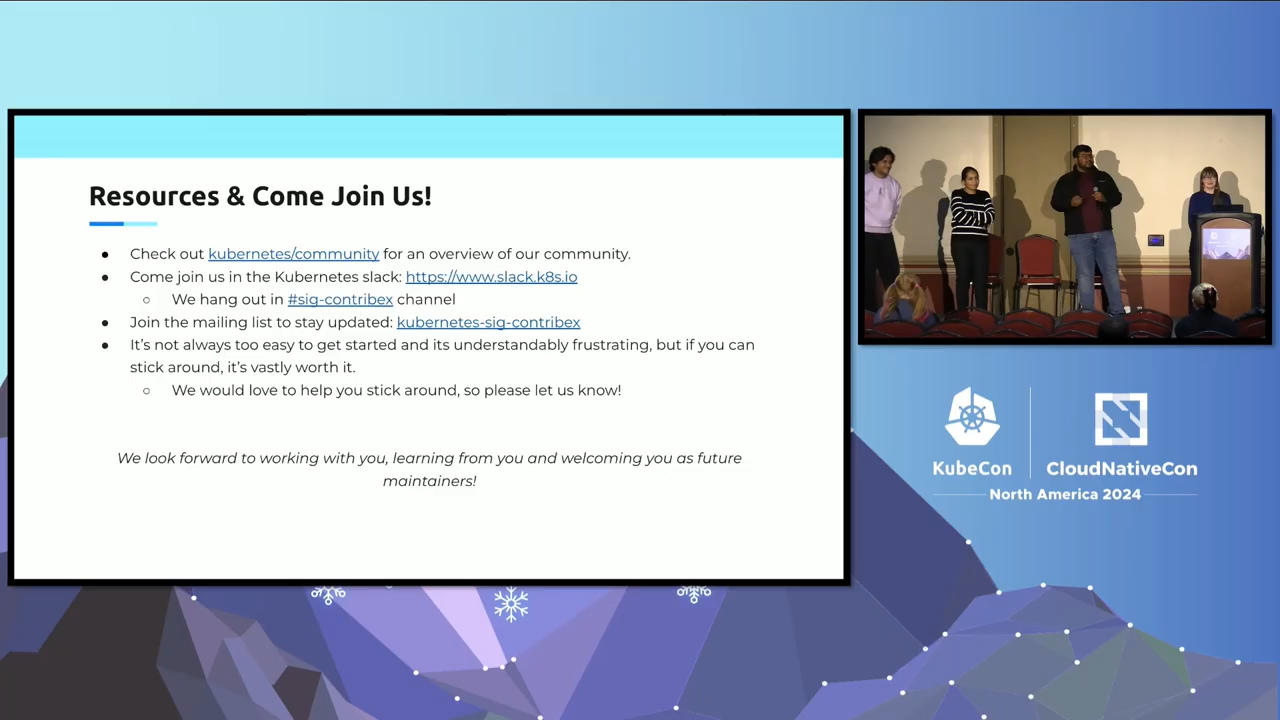 Resources & Come Join Us!
● Check out kubernetes/community for an overview of our community.
● Come join us in the Kubernetes slack: https://www.slack.k8s.io
○ We hang out in #sig-contribex channel
● Join the mailing list to stay updated: kubernetes-sig-contribex
● It’s not always too easy to get started and its understandably frustrating, but if you can
stick around, it’s vastly worth it.
○ We would love to help you stick around, so please let us know!
We look forward to working with you, learning from you and welcoming you as future
maintainers!
KubeCon
CloudNativeCon
North America 2024